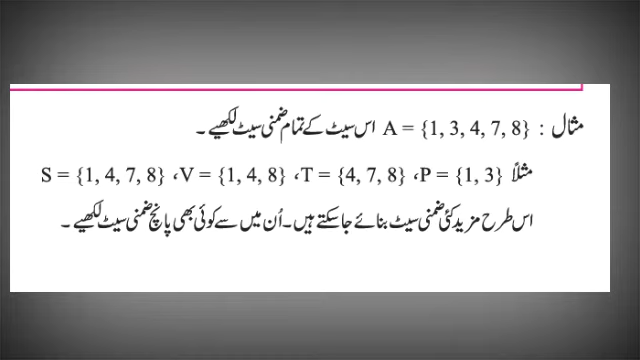 مثال : A = {1, 3, 4, 7, 8} اس سیٹ کے تمام ضمنی سیٹ لکھیے ۔
مثلاً P = {1, 3}، T = {4, 7, 8}، V = {1, 4, 8}، S = {1, 4, 7, 8}
اس طرح مزید کئی ضمنی سیٹ بنائے جاسکتے ہیں۔ اُن میں سے کوئی بھی پانچ ضمنی سیٹ لکھیے ۔